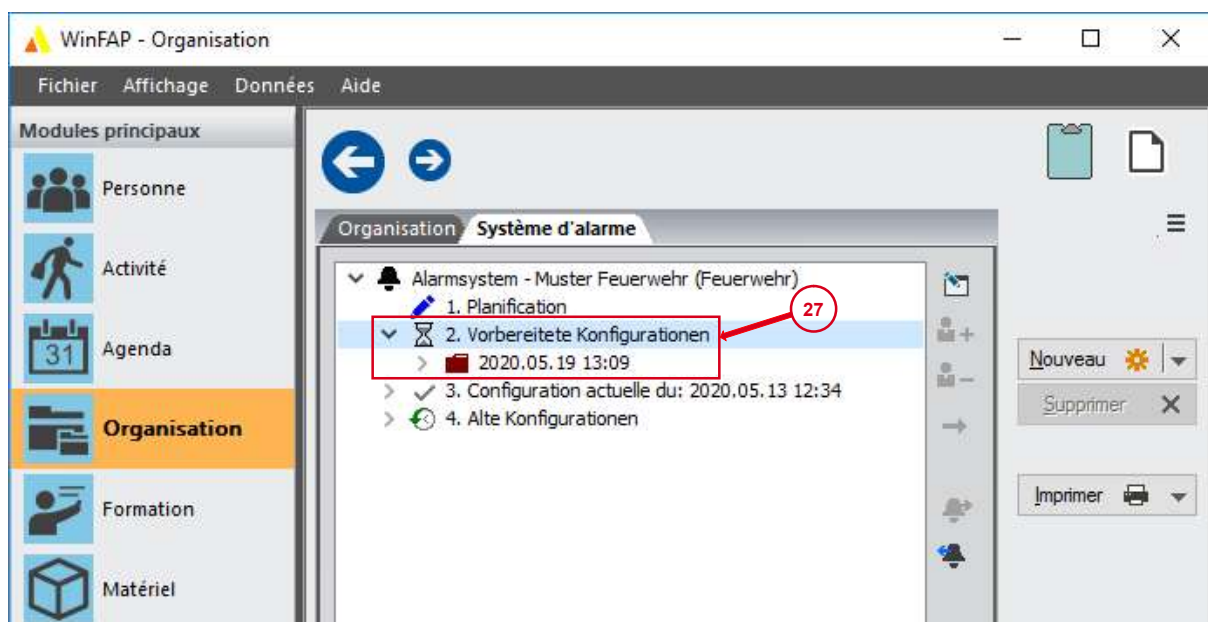 WinFAP - Organisation
Fichier Affichage Données Aide
Modules principaux
Personne
Activité
31
Agenda
Organisation
Formation
Matériel
Organisation Système d'alarme
Alarmsystem - Muster Feuerwehr (Feuerwehr)
1. Planification
27
2. Vorbereitete Konfigurationen
2020.05.19 13:09
3. Configuration actuelle du: 2020.05.13 12:34
4. Alte Konfigurationen
Nouveau
Supprimer
Imprimer